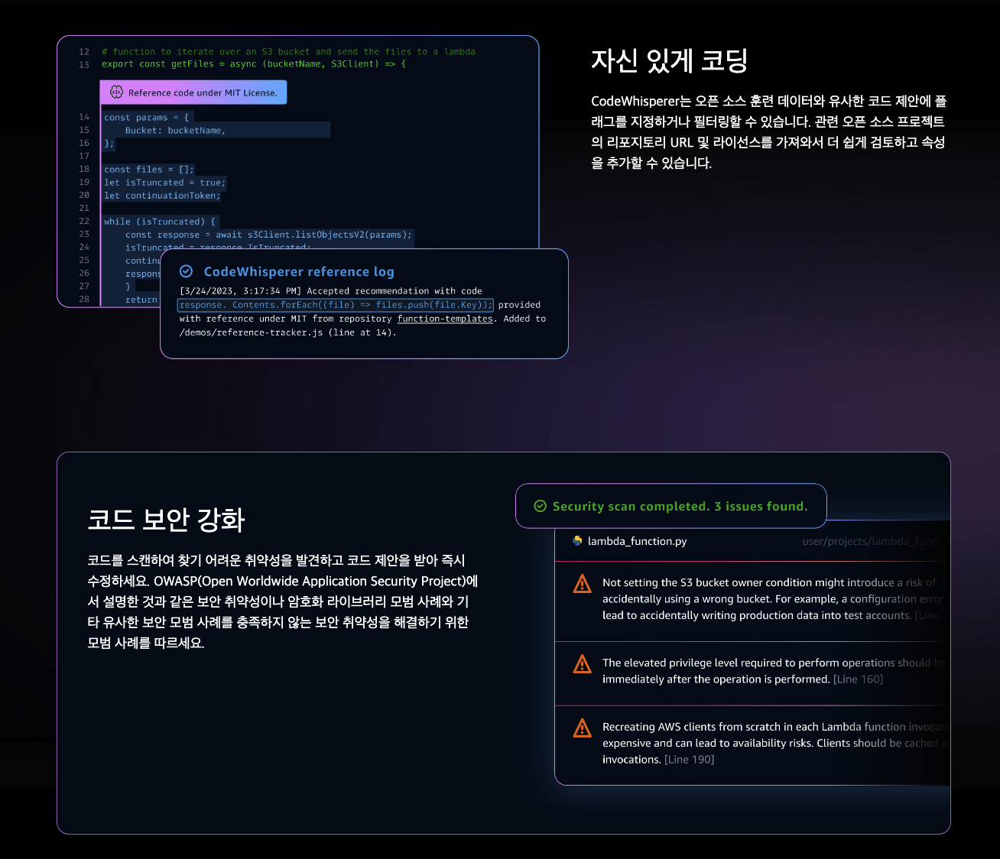 12 # function to iterate over an S3 bucket and send the files to a lambda
13 export const getFiles = async (bucketName, S3Client) => {
Reference code under MIT License.
14 const params = {
15 Bucket: bucketName,
16 };
17
18 const files = [];
19 let isTruncated = true;
20 let continuationToken;
21
22 while (isTruncated) {
23 const response = await s3Client.listObjectsV2(params);
24 isTruncated = response.IsTruncated;
25 continu
26 respons
27 }
28 return
CodeWhisperer reference log
[3/24/2023, 3:17:34 PM] Accepted recommendation with code
response. Contents.forEach((file) => files.push(file.Key)); provided
with reference under MIT from repository function-templates. Added to
/demos/reference-tracker.js (line at 14).
자신 있게 코딩
CodeWhisperer는 오픈 소스 훈련 데이터와 유사한 코드 제안에 플
래그를 지정하거나 필터링할 수 있습니다. 관련 오픈 소스 프로젝트
의 리포지토리 URL 및 라이선스를 가져와서 더 쉽게 검토하고 속성
을 추가할 수 있습니다.
코드 보안 강화
코드를 스캔하여 찾기 어려운 취약성을 발견하고 코드 제안을 받아 즉시
수정하세요. OWASP(Open Worldwide Application Security Project)에
서 설명한 것과 같은 보안 취약성이나 암호화 라이브러리 모범 사례와 기
타 유사한 보안 모범 사례를 충족하지 않는 보안 취약성을 해결하기 위한
모범 사례를 따르세요.
Security scan completed. 3 issues found.
lambda_function.py user/projects/lambda_functi
Not setting the S3 bucket owner condition might introduce a risk of
accidentally using a wrong bucket. For example, a configuration error
lead to accidentally writing production data into test accounts. [Line
The elevated privilege level required to perform operations should be
immediately after the operation is performed. [Line 160]
Recreating AWS clients from scratch in each Lambda function invocati
expensive and can lead to availability risks. Clients should be cached
invocations. [Line 190]